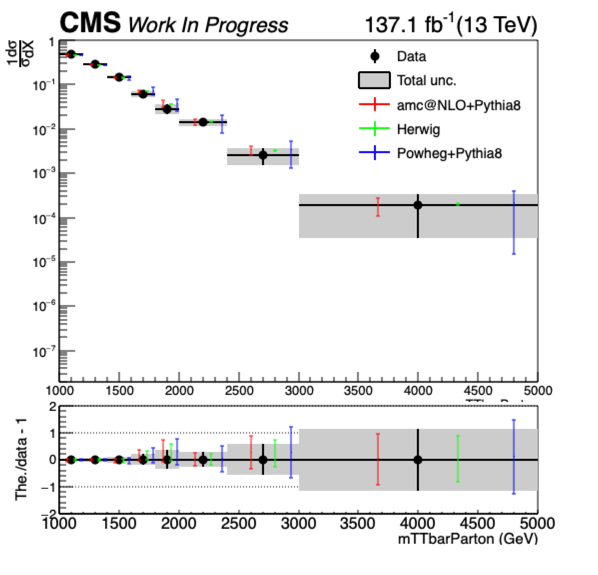 CMS Work In Progress 137.1 fb-1(13 TeV)
1dσ
σdX
1
Data
Total unc.
amc@NLO+Pythia8
Herwig
Powheg+Pythia8
10-1
10-2
10-3
10-4
10-5
10-6
10-7
1000 1500 2000 2500 3000 3500 4000 4500 5000
The./data - 1
2
1
0
-1
-2
1000 1500 2000 2500 3000 3500 4000 4500 5000
mTTbarParton (GeV)